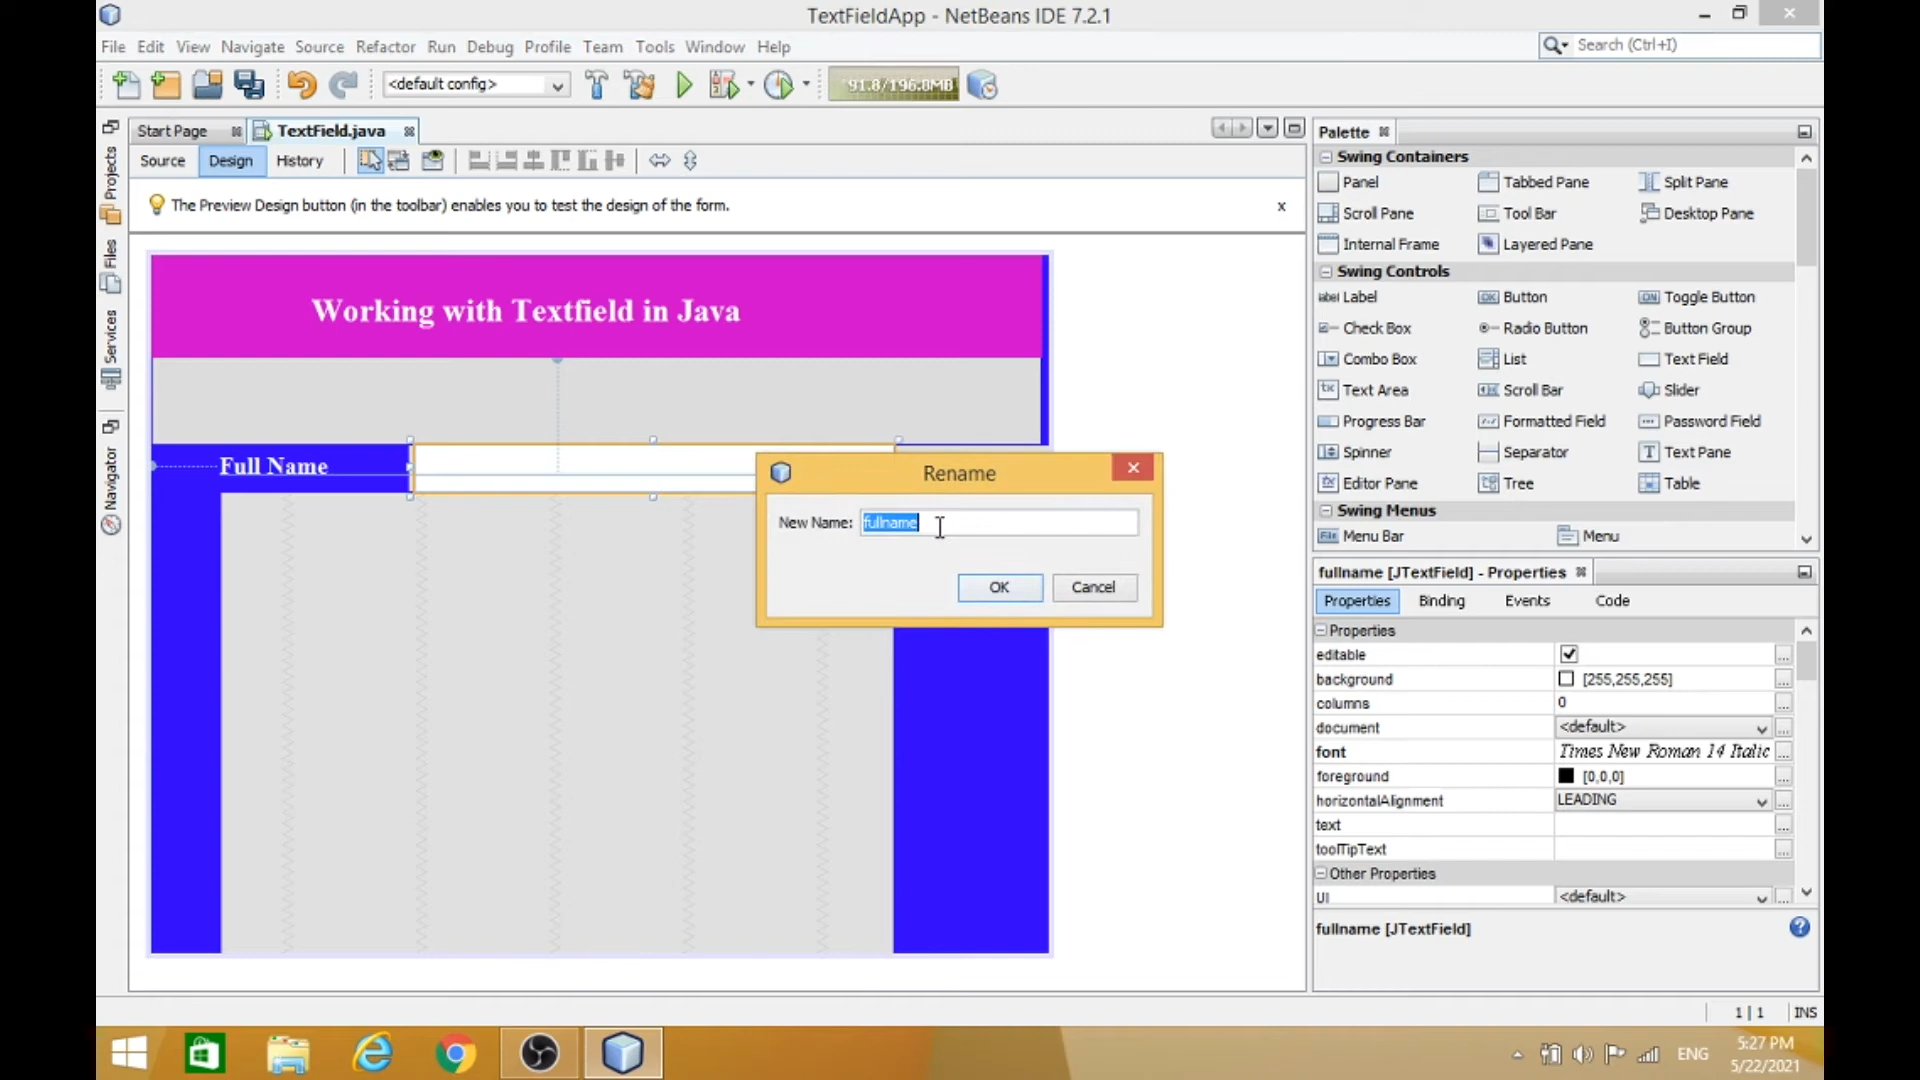 TextFieldApp - NetBeans IDE 7.2.1
File Edit View Navigate Source Refactor Run Debug Profile Team Tools Window Help
Search (Ctrl+I)
<default config>
91.8/196.8MB
Start Page
TextField.java
Source Design History
The Preview Design button (in the toolbar) enables you to test the design of the form.
x
Projects
Files
Services
Navigator
Working with Textfield in Java
Full Name
Rename
New Name: fullname
OK Cancel
Palette
Swing Containers
Panel Tabbed Pane Split Pane
Scroll Pane Tool Bar Desktop Pane
Internal Frame Layered Pane
Swing Controls
label Label OK Button ON Toggle Button
Check Box Radio Button Button Group
Combo Box List Text Field
Text Area Scroll Bar Slider
Progress Bar Formatted Field Password Field
Spinner Separator Text Pane
Editor Pane Tree Table
Swing Menus
File Menu Bar Menu
fullname [JTextField] - Properties
Properties Binding Events Code
Properties
editable
background [255,255,255]
columns 0
document <default>
font Times New Roman 14 Italic
foreground [0,0,0]
horizontalAlignment LEADING
text
toolTipText
Other Properties
UI <default>
fullname [JTextField]
1 | 1 INS
ENG
5:27 PM
5/22/2021